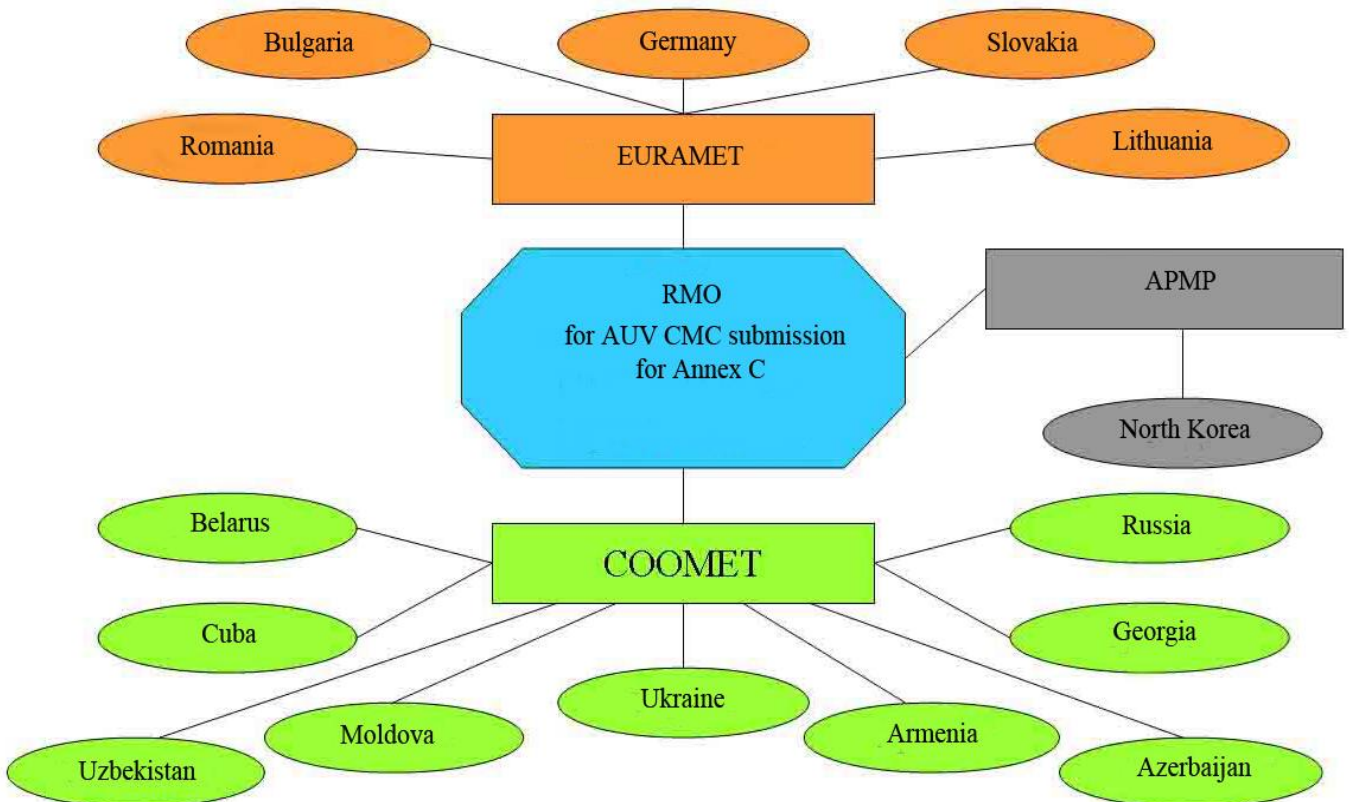 Bulgaria
Germany
Slovakia
Romania
EURAMET
Lithuania
RMO
for AUV CMC submission
for Annex C
APMP
North Korea
Belarus
COOMET
Russia
Cuba
Georgia
Ukraine
Moldova
Armenia
Uzbekistan
Azerbaijan